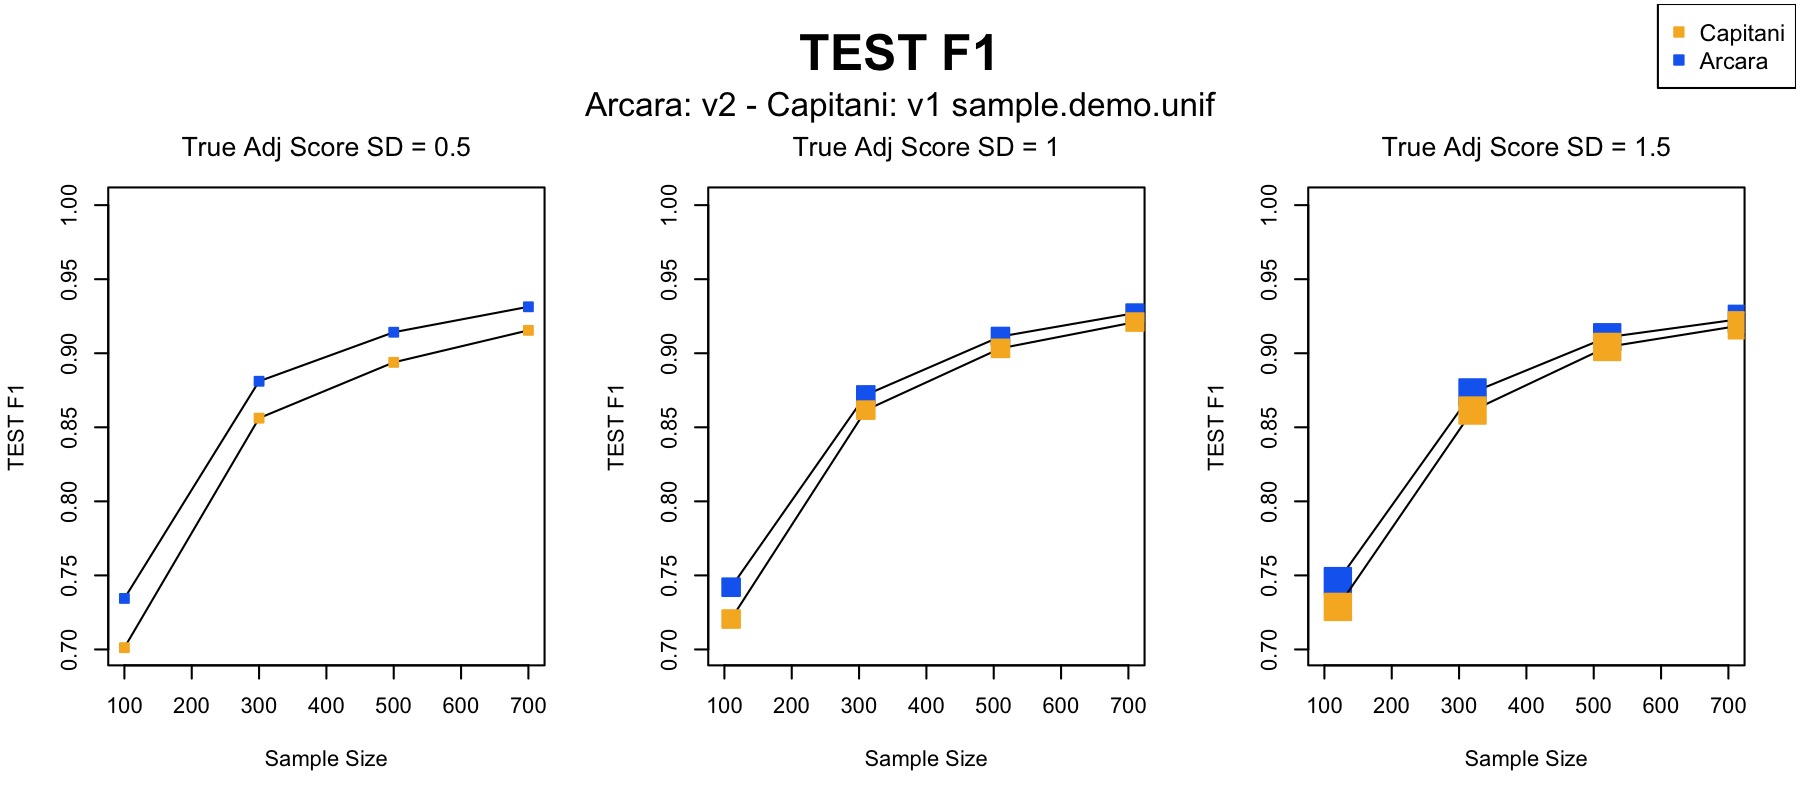 TEST F1
Arcara: v2 - Capitani: v1 sample.demo.unif
Capitani
Arcara
True Adj Score SD = 0.5
TEST F1
1.00
0.95
0.90
0.85
0.80
0.75
0.70
100 200 300 400 500 600 700
Sample Size
True Adj Score SD = 1
TEST F1
1.00
0.95
0.90
0.85
0.80
0.75
0.70
100 200 300 400 500 600 700
Sample Size
True Adj Score SD = 1.5
TEST F1
1.00
0.95
0.90
0.85
0.80
0.75
0.70
100 200 300 400 500 600 700
Sample Size